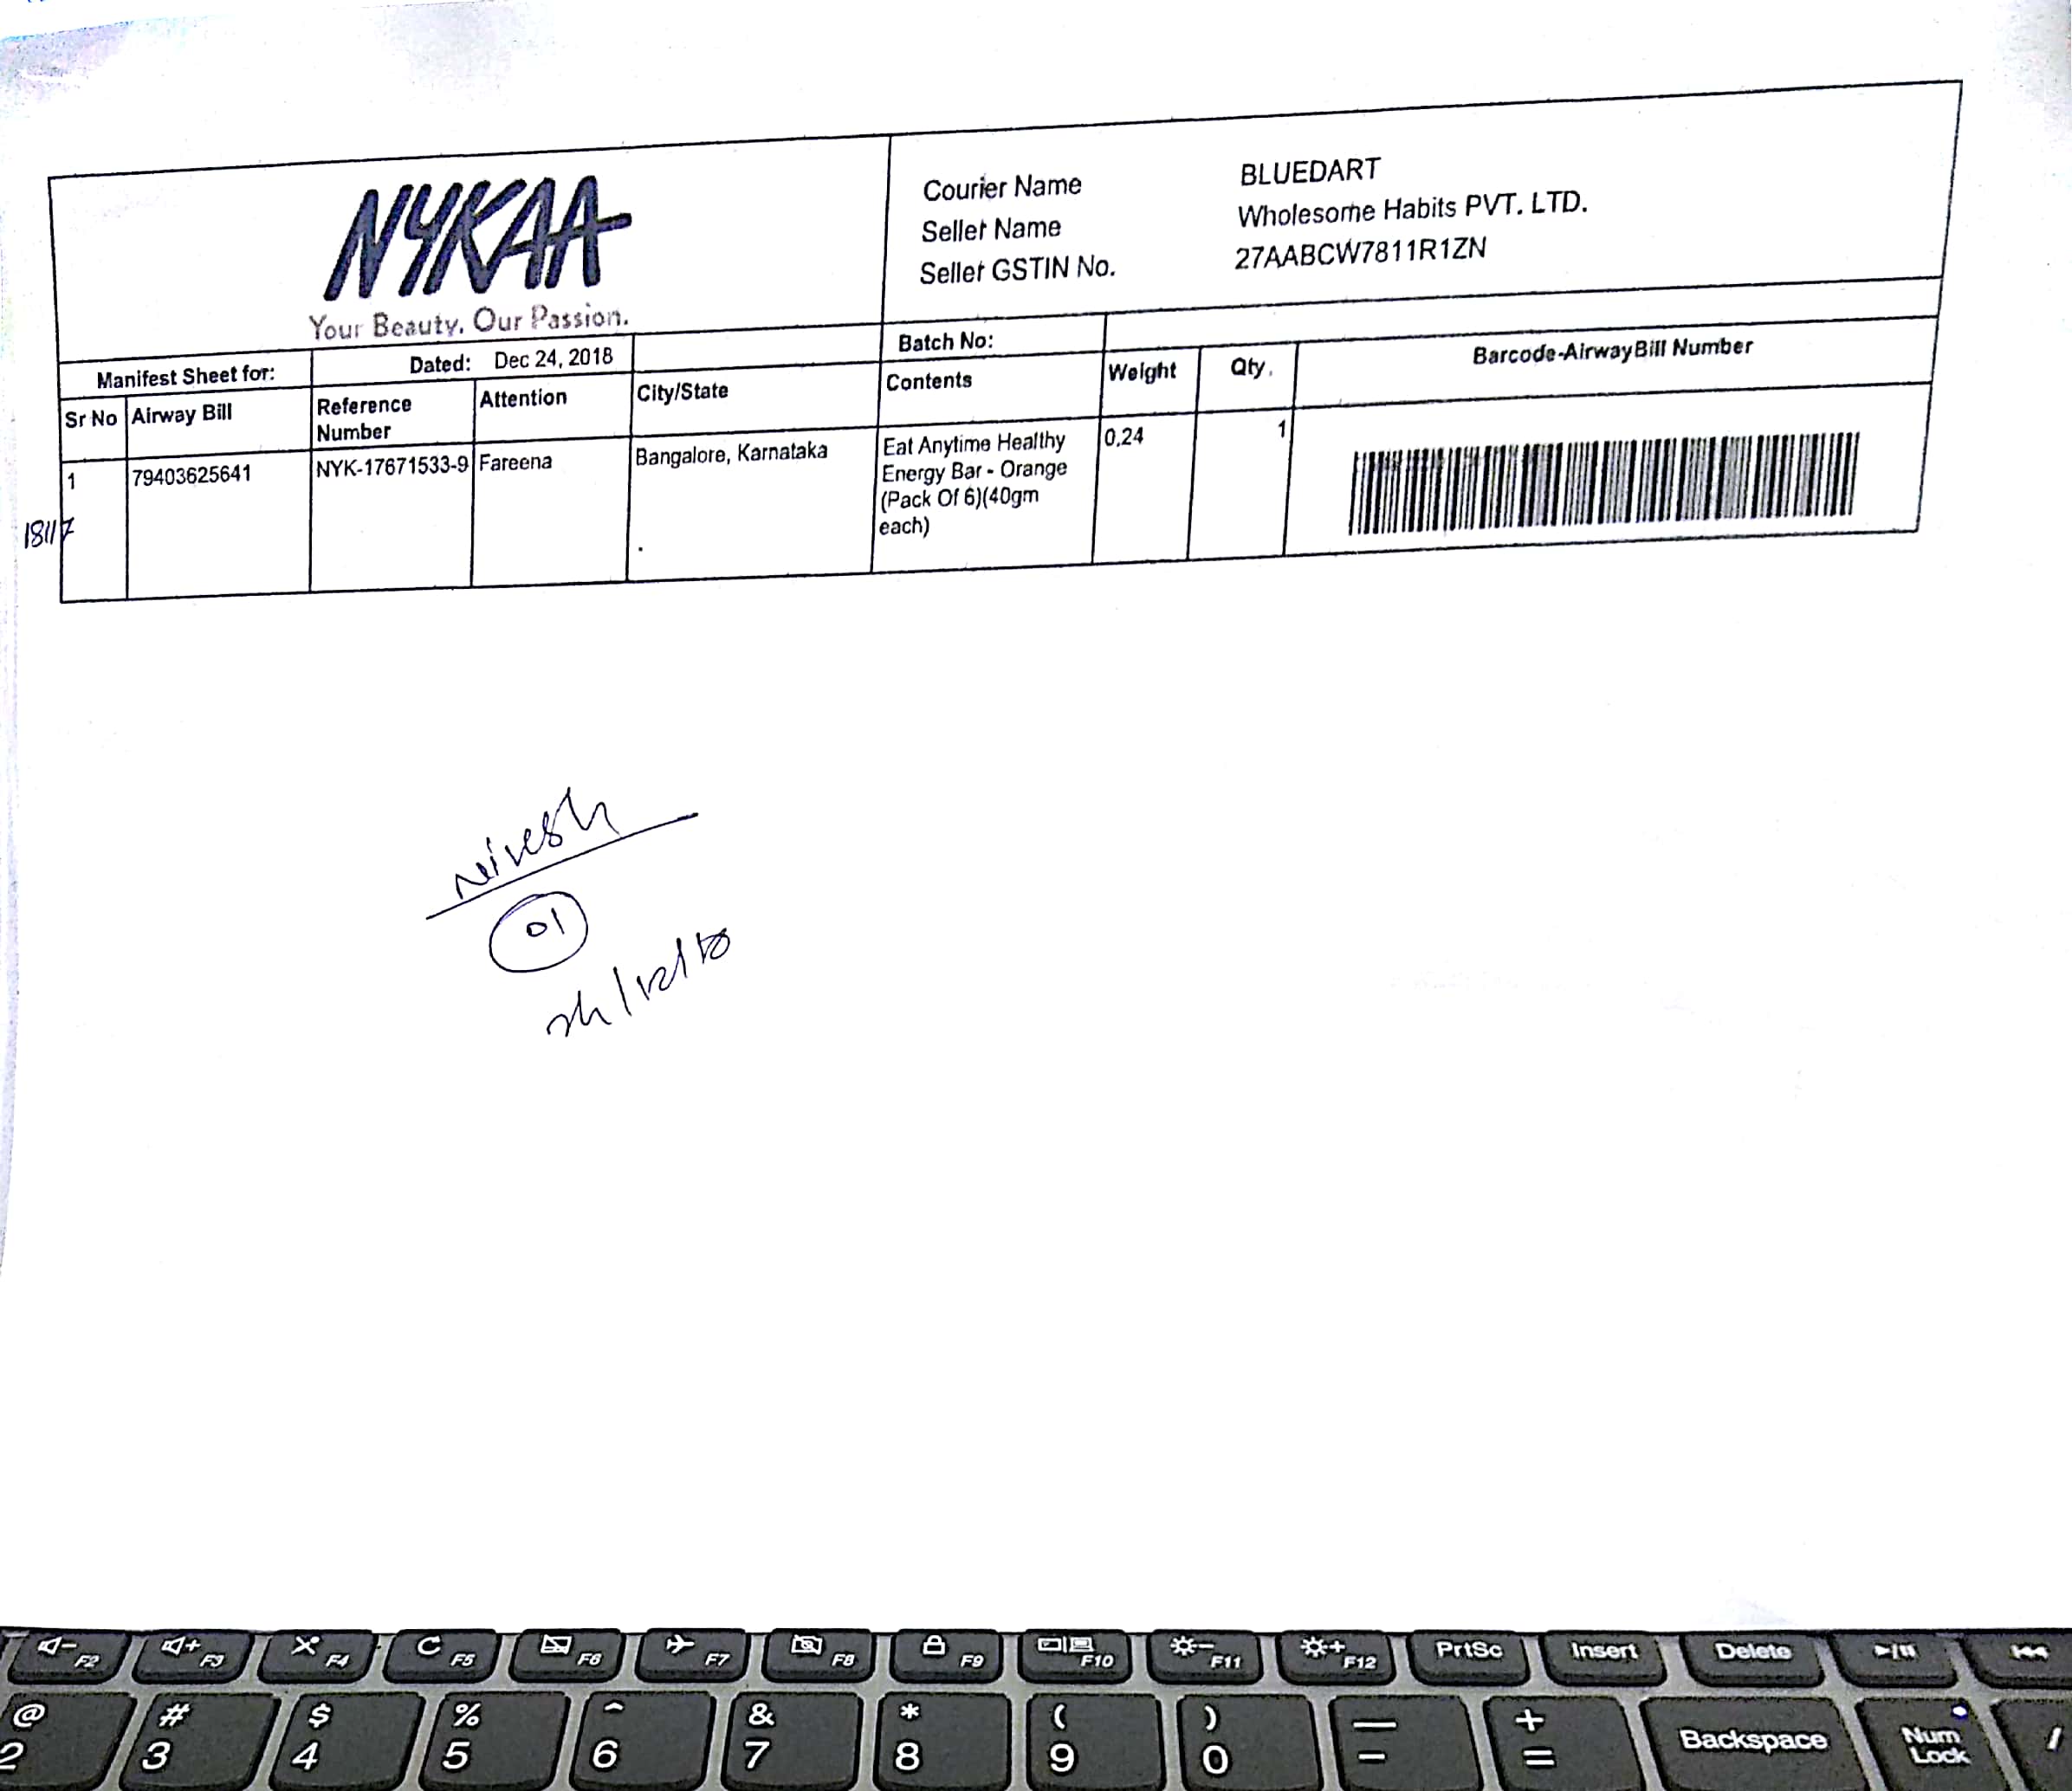 NYKAA
Your Beauty. Our Passion.
Courier Name BLUEDART
Seller Name Wholesome Habits PVT. LTD.
Seller GSTIN No. 27AABCW7811R1ZN
Manifest Sheet for: Dated: Dec 24, 2018 Batch No:
Sr No Airway Bill Reference Number Attention City/State Contents Weight Qty. Barcode-AirwayBill Number
1 79403625641 NYK-17671533-9 Fareena Bangalore, Karnataka Eat Anytime Healthy 0.24 1
Energy Bar - Orange
(Pack Of 6)(40gm
each)
18117
nivesh
01
F2 F3 F4 F5 F6 F7 F8 F9 F10 F11 F12 PrtSc Insert Delete
@ # $ % ^ & * ( ) — + Backspace Num Lock /
2 3 4 5 6 7 8 9 0 - =